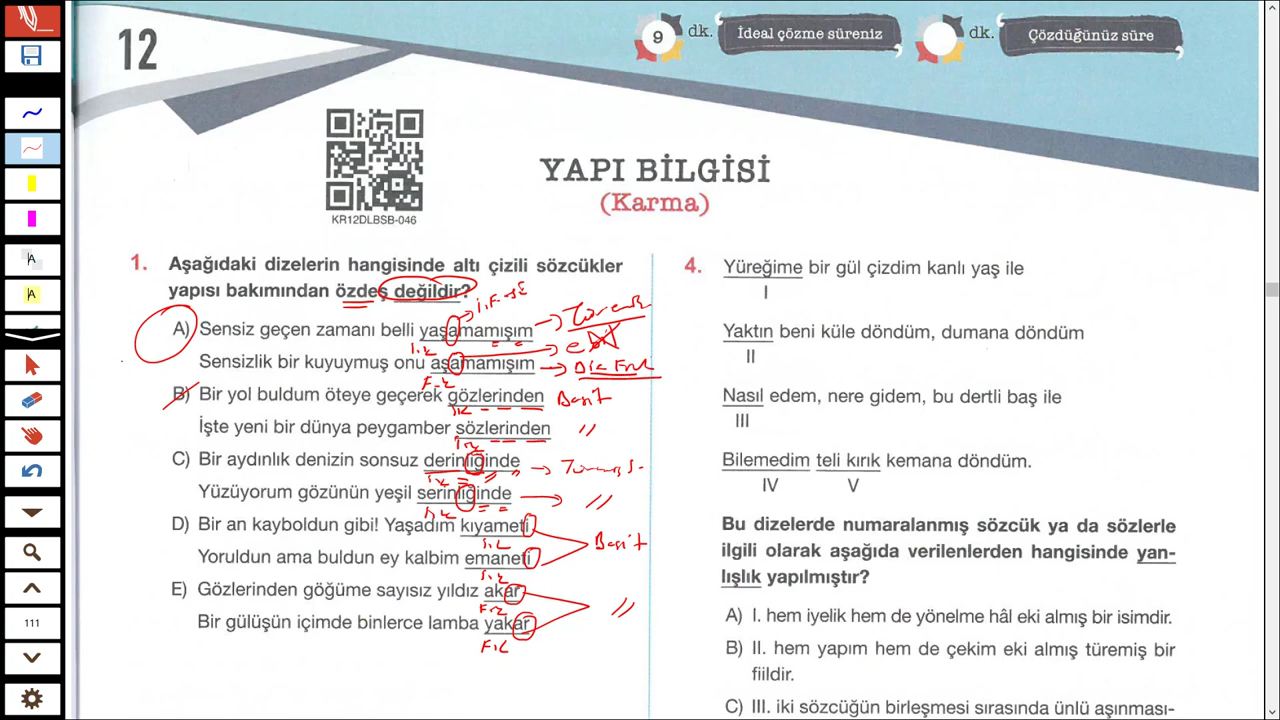 12
9 dk. İdeal çözme süreniz
dk. Çözdüğünüz süre
KR12DLBSB-046
YAPI BİLGİSİ
(Karma)
1. Aşağıdaki dizelerin hangisinde altı çizili sözcükler
yapısı bakımından özdeş değildir?
A) Sensiz geçen zamanı belli yaşamamışım
Sensizlik bir kuyuymuş onu aşamamışım
B) Bir yol buldum öteye geçerek gözlerinden
Basit
İşte yeni bir dünya peygamber sözlerinden
C) Bir aydınlık denizin sonsuz derinliğinde
Yüzüyorum gözünün yeşil serinliğinde
D) Bir an kayboldun gibi! Yaşadım kıyameti
Basit
Yoruldun ama buldun ey kalbim emaneti
E) Gözlerinden göğüme sayısız yıldız akar
Bir gülüşün içimde binlerce lamba yakar
4. Yüreğime bir gül çizdim kanlı yaş ile
I
Yaktın beni küle döndüm, dumana döndüm
II
Nasıl edem, nere gidem, bu dertli baş ile
III
Bilemedim teli kırık kemana döndüm.
IV V
Bu dizelerde numaralanmış sözcük ya da sözlerle
ilgili olarak aşağıda verilenlerden hangisinde yan-
lışlık yapılmıştır?
A) I. hem iyelik hem de yönelme hâl eki almış bir isimdir.
B) II. hem yapım hem de çekim eki almış türemiş bir
fiildir.
C) III. iki sözcüğün birleşmesi sırasında ünlü aşınması-
A
A
111